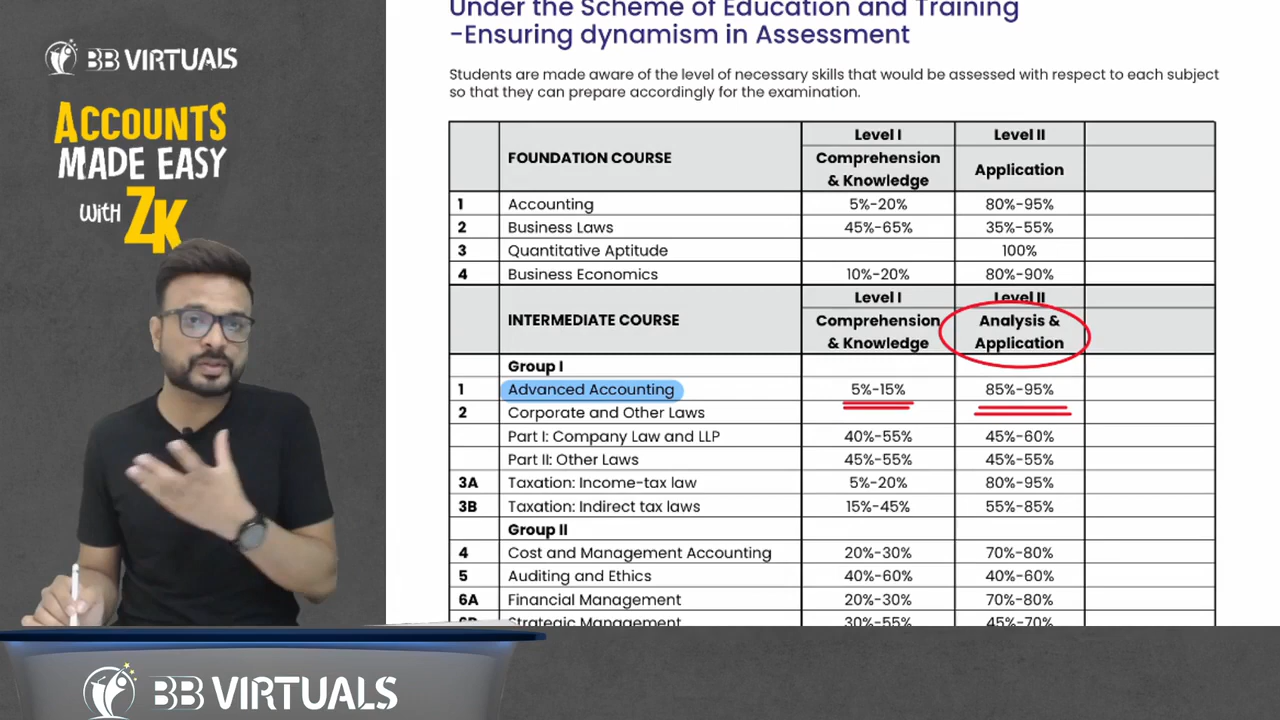 BB VIRTUALS
ACCOUNTS
MADE EASY
WITH ZK
Under the Scheme of Education and Training
-Ensuring dynamism in Assessment
Students are made aware of the level of necessary skills that would be assessed with respect to each subject
so that they can prepare accordingly for the examination.
FOUNDATION COURSE
Level I
Level II
Comprehension
& Knowledge
Application
1 Accounting 5%-20% 80%-95%
2 Business Laws 45%-65% 35%-55%
3 Quantitative Aptitude 100%
4 Business Economics 10%-20% 80%-90%
INTERMEDIATE COURSE
Level I
Level II
Comprehension
& Knowledge
Analysis &
Application
Group I
1 Advanced Accounting 5%-15% 85%-95%
2 Corporate and Other Laws
Part I: Company Law and LLP 40%-55% 45%-60%
Part II: Other Laws 45%-55% 45%-55%
3A Taxation: Income-tax law 5%-20% 80%-95%
3B Taxation: Indirect tax laws 15%-45% 55%-85%
Group II
4 Cost and Management Accounting 20%-30% 70%-80%
5 Auditing and Ethics 40%-60% 40%-60%
6A Financial Management 20%-30% 70%-80%
6B Strategic Management 30%-55% 45%-70%
BB VIRTUALS